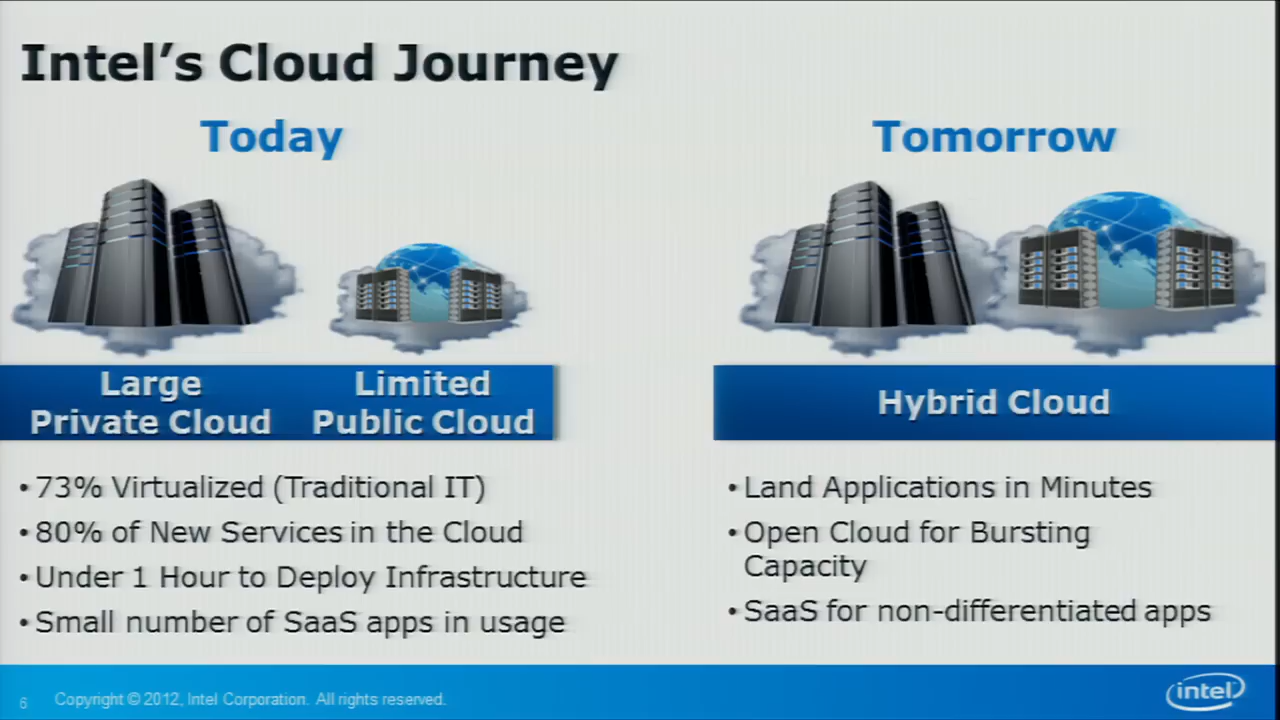 Intel's Cloud Journey
Today
Large
Private Cloud
Limited
Public Cloud
• 73% Virtualized (Traditional IT)
• 80% of New Services in the Cloud
• Under 1 Hour to Deploy Infrastructure
• Small number of SaaS apps in usage
Tomorrow
Hybrid Cloud
• Land Applications in Minutes
• Open Cloud for Bursting
Capacity
• SaaS for non-differentiated apps
6
Copyright © 2012, Intel Corporation. All rights reserved.
intel